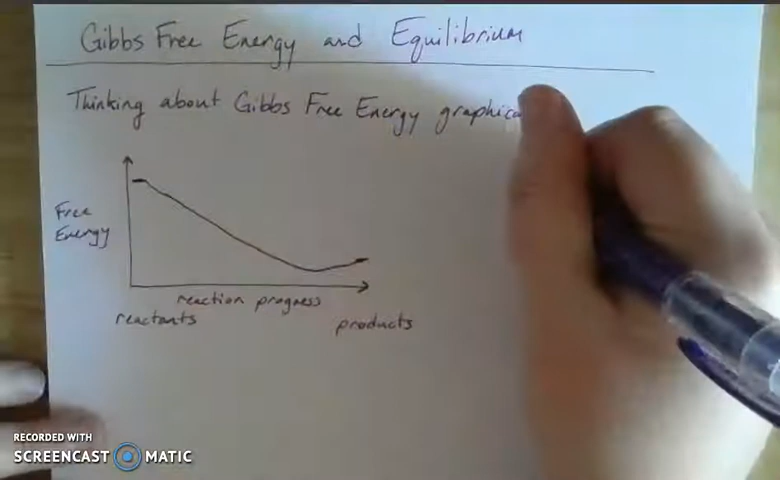 Gibbs Free Energy and Equilibrium
Thinking about Gibbs Free Energy graphica
Free
Energy
reaction progress
reactants
products
RECORDED WITH
SCREENCAST MATIC